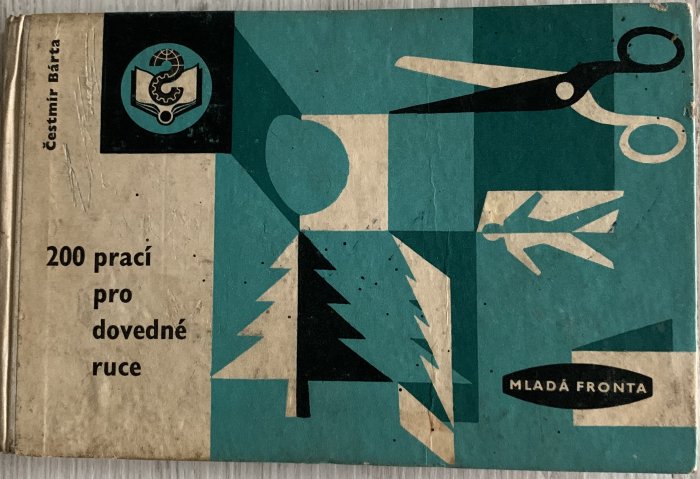 Čestmír Bárta
200 prací
pro
dovedné
ruce
MLADÁ FRONTA